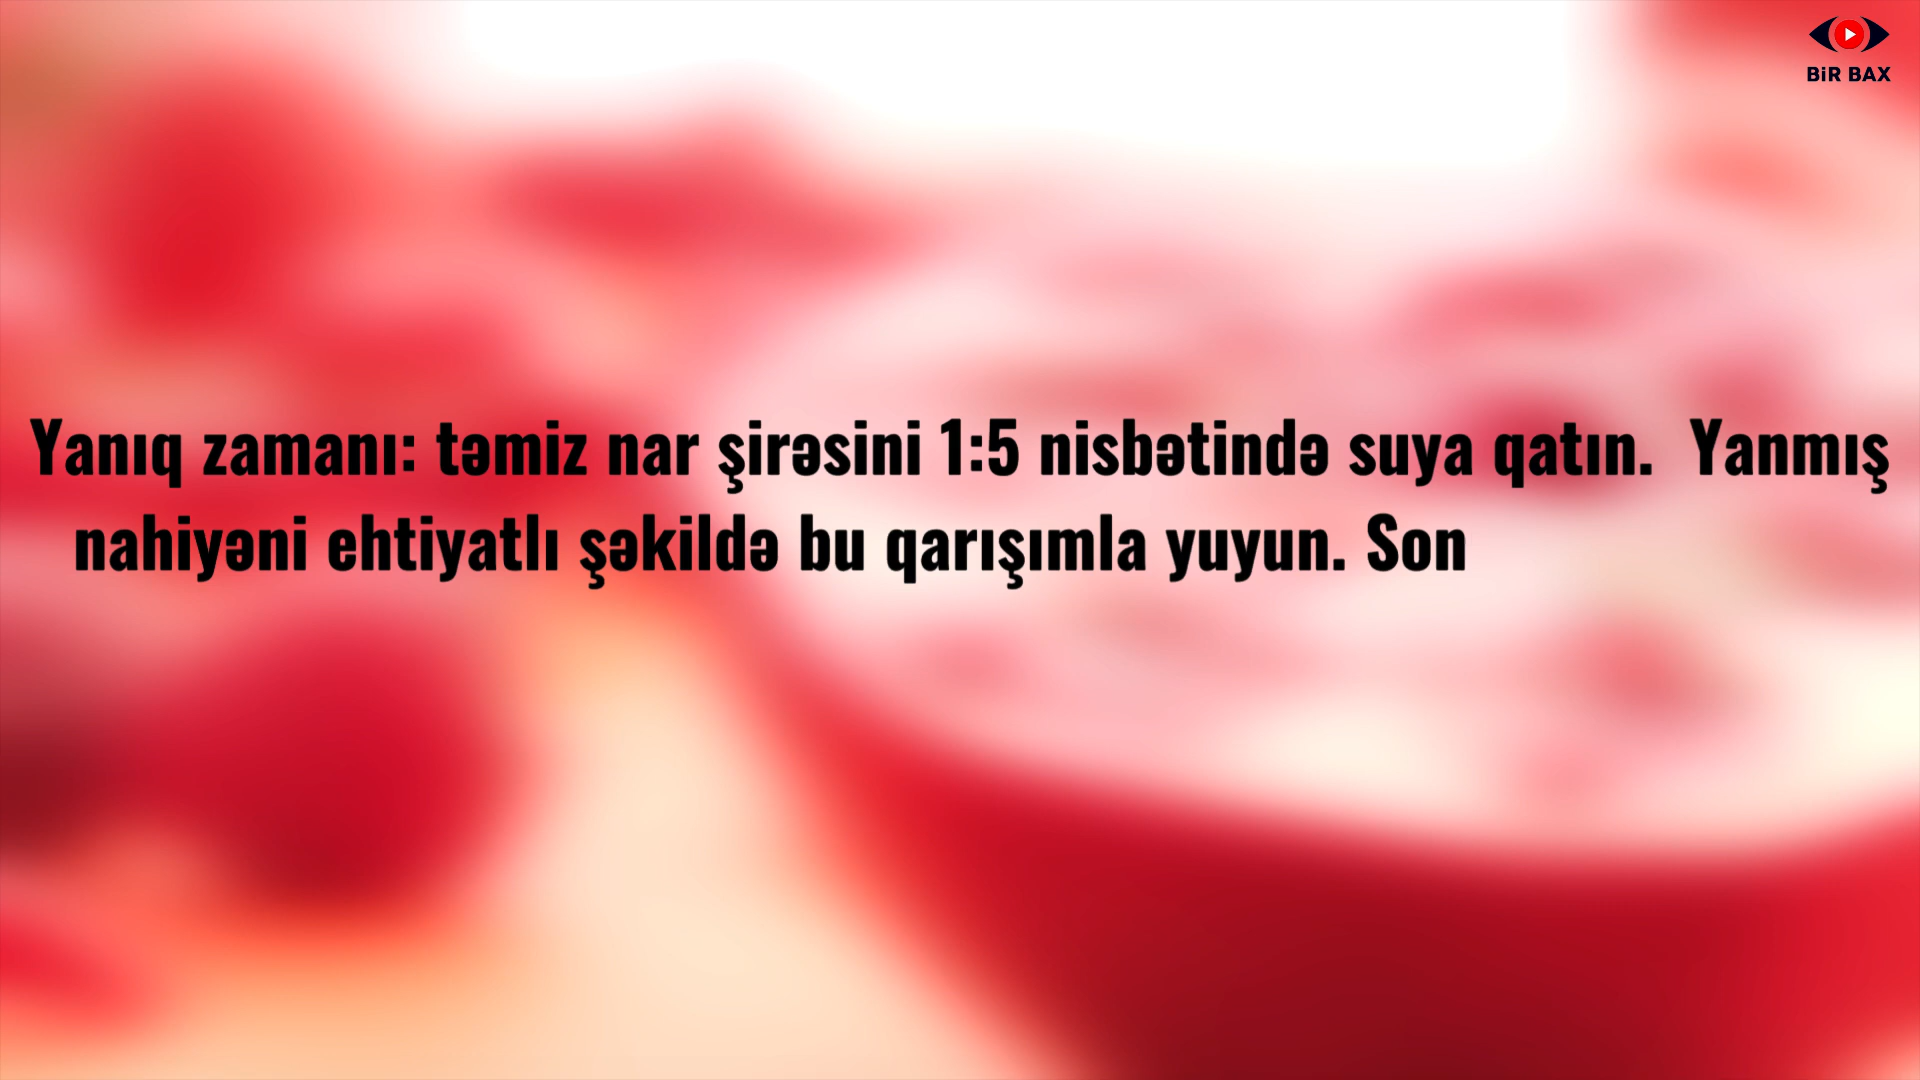 BiR BAX
Yanıq zamanı: təmiz nar şirəsini 1:5 nisbətində suya qatın. Yanmış
nahiyəni ehtiyatlı şəkildə bu qarışımla yuyun. Son